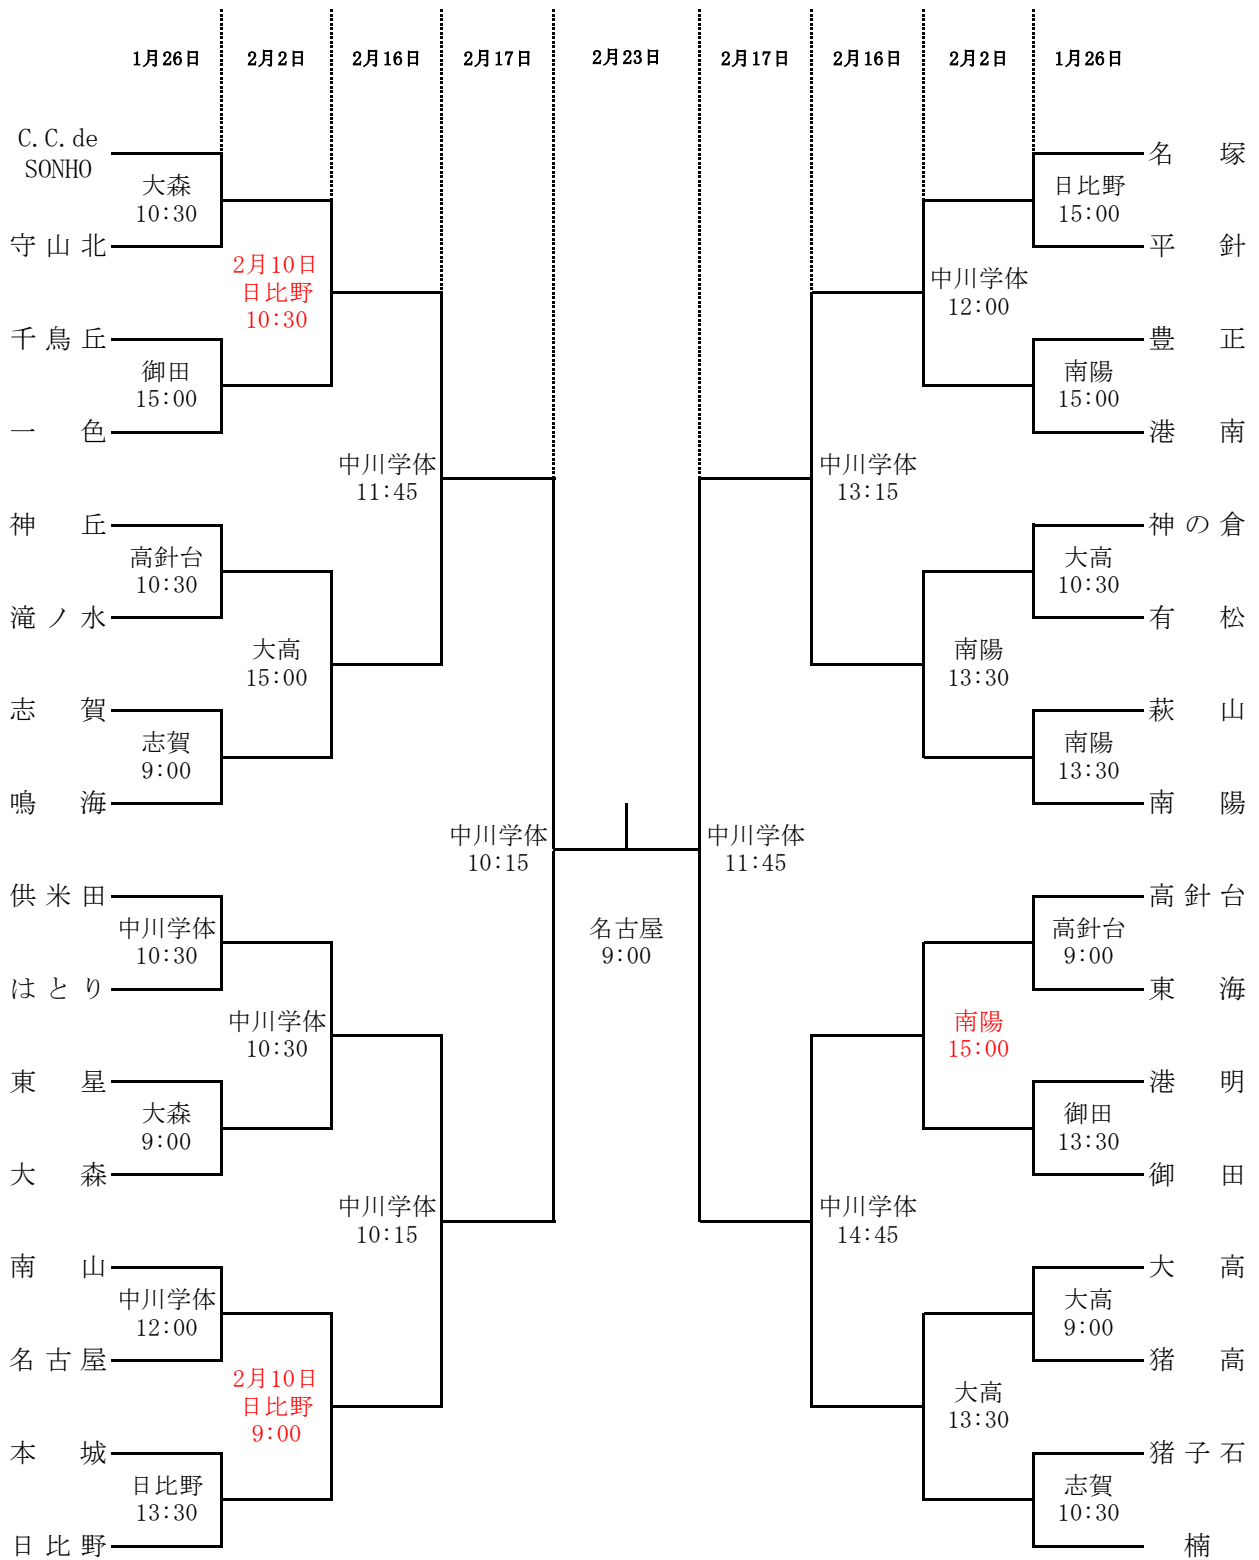 1月26日 2月2日 2月16日 2月17日 2月23日 2月17日 2月16日 2月2日 1月26日
C.C.de
SONHO
大森
10:30
守山北
2月10日
日比野
10:30
千鳥丘
御田
15:00
一色
中川学体
11:45
神丘
高針台
10:30
滝ノ水
大高
15:00
志賀
志賀
9:00
鳴海
中川学体
10:15
供米田
中川学体
10:30
はとり
中川学体
10:30
東星
大森
9:00
大森
中川学体
10:15
南山
中川学体
12:00
名古屋
2月10日
日比野
9:00
本城
日比野
13:30
日比野
名古屋
9:00
名塚
日比野
15:00
平針
中川学体
12:00
豊正
南陽
15:00
港南
中川学体
13:15
神の倉
大高
10:30
有松
南陽
13:30
萩山
南陽
13:30
南陽
中川学体
11:45
高針台
高針台
9:00
東海
南陽
15:00
港明
御田
13:30
御田
中川学体
14:45
大高
大高
9:00
猪高
大高
13:30
猪子石
志賀
10:30
楠